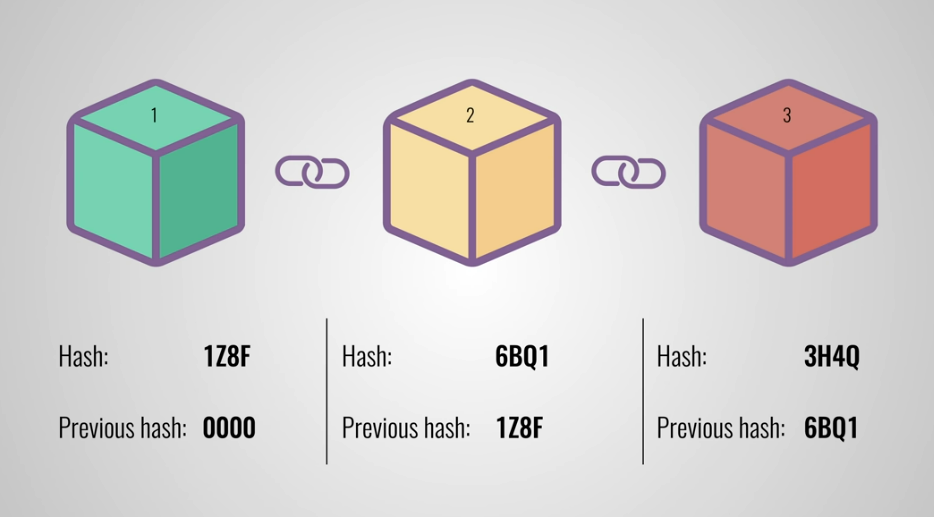 1
2
3
Hash: 1Z8F
Previous hash: 0000
Hash: 6BQ1
Previous hash: 1Z8F
Hash: 3H4Q
Previous hash: 6BQ1